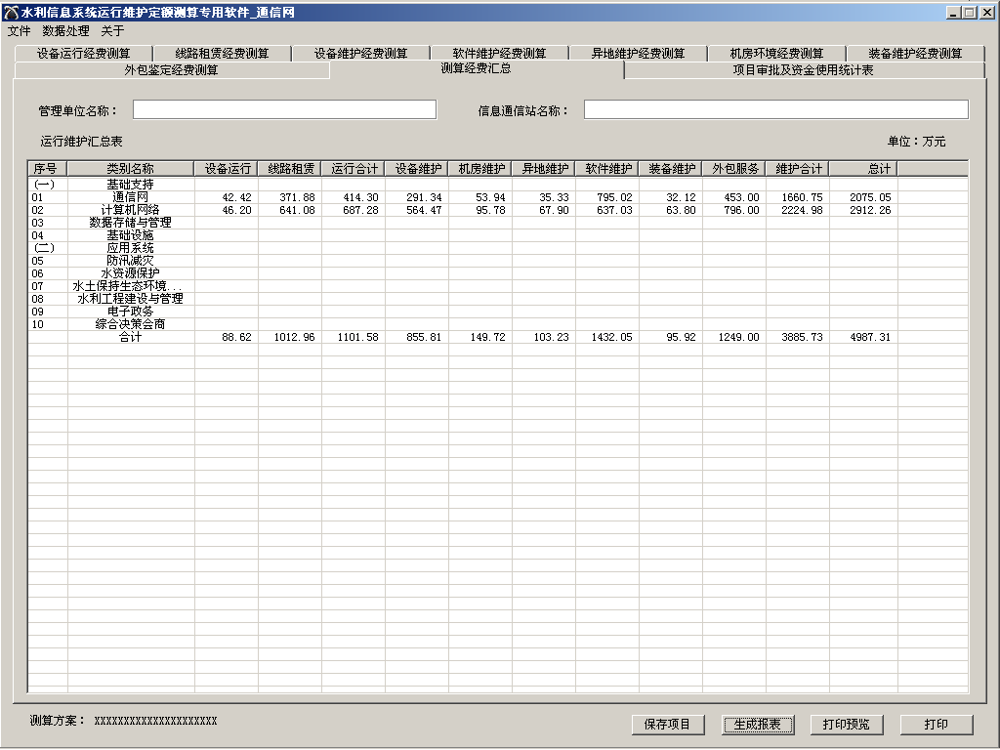 水利信息系统运行维护定额测算专用软件_通信网
文件 数据处理 关于
设备运行经费测算 线路租赁经费测算 设备维护经费测算 软件维护经费测算 异地维护经费测算 机房环境经费测算 装备维护经费测算
外包鉴定经费测算 测算经费汇总 项目审批及资金使用统计表
管理单位名称： 信息通信站名称：
运行维护汇总表 单位：万元
序号 类别名称 设备运行 线路租赁 运行合计 设备维护 机房维护 异地维护 软件维护 装备维护 外包服务 维护合计 总计
(一) 基础支持
01 通信网 42.42 371.88 414.30 291.34 53.94 35.33 795.02 32.12 453.00 1660.75 2075.05
02 计算机网络 46.20 641.08 687.28 564.47 95.78 67.90 637.03 63.80 796.00 2224.98 2912.26
03 数据存储与管理
04 基础设施
(二) 应用系统
05 防汛减灾
06 水资源保护
07 水土保持生态环境...
08 水利工程建设与管理
09 电子政务
10 综合决策会商
合计 88.62 1012.96 1101.58 855.81 149.72 103.23 1432.05 95.92 1249.00 3885.73 4987.31
测算方案： XXXXXXXXXXXXXXXXXXXXX
保存项目 生成报表 打印预览 打印